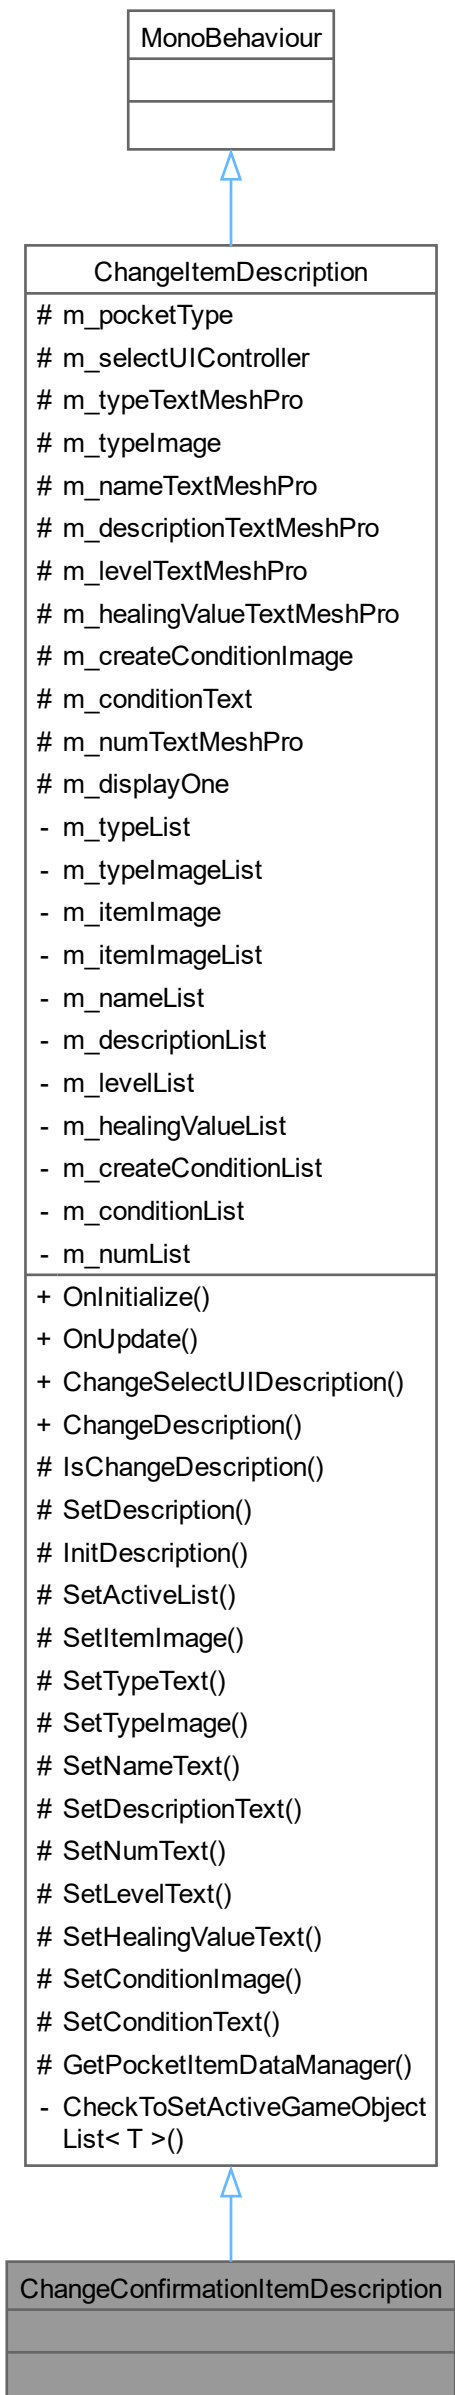 MonoBehaviour
ChangeItemDescription
# m_pocketType
# m_selectUIController
# m_typeTextMeshPro
# m_typeImage
# m_nameTextMeshPro
# m_descriptionTextMeshPro
# m_levelTextMeshPro
# m_healingValueTextMeshPro
# m_createConditionImage
# m_conditionText
# m_numTextMeshPro
# m_displayOne
- m_typeList
- m_typeImageList
- m_itemImage
- m_itemImageList
- m_nameList
- m_descriptionList
- m_levelList
- m_healingValueList
- m_createConditionList
- m_conditionList
- m_numList
+ OnInitialize()
+ OnUpdate()
+ ChangeSelectUIDescription()
+ ChangeDescription()
# IsChangeDescription()
# SetDescription()
# InitDescription()
# SetActiveList()
# SetItemImage()
# SetTypeText()
# SetTypeImage()
# SetNameText()
# SetDescriptionText()
# SetNumText()
# SetLevelText()
# SetHealingValueText()
# SetConditionImage()
# SetConditionText()
# GetPocketItemDataManager()
- CheckToSetActiveGameObject
List< T >()
ChangeConfirmationItemDescription